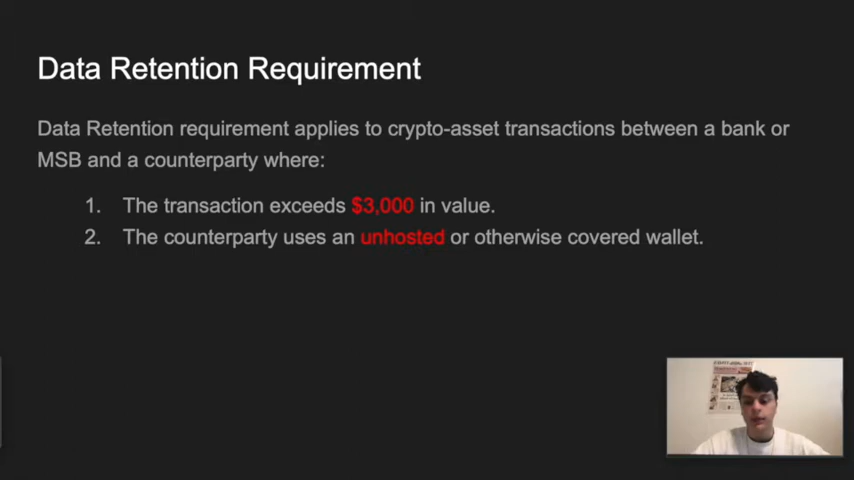 Data Retention Requirement
Data Retention requirement applies to crypto-asset transactions between a bank or
MSB and a counterparty where:
1. The transaction exceeds $3,000 in value.
2. The counterparty uses an unhosted or otherwise covered wallet.